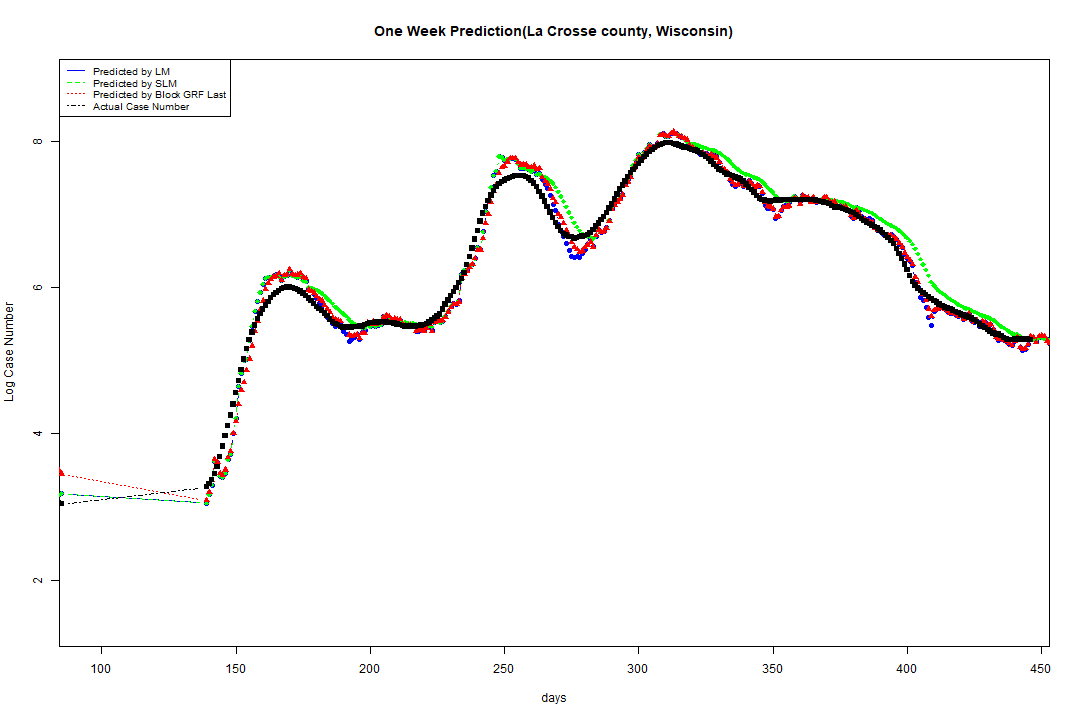 One Week Prediction(La Crosse county, Wisconsin)
Predicted by LM
Predicted by SLM
Predicted by Block GRF Last
Actual Case Number
8
6
4
2
Log Case Number
100 150 200 250 300 350 400 450
days